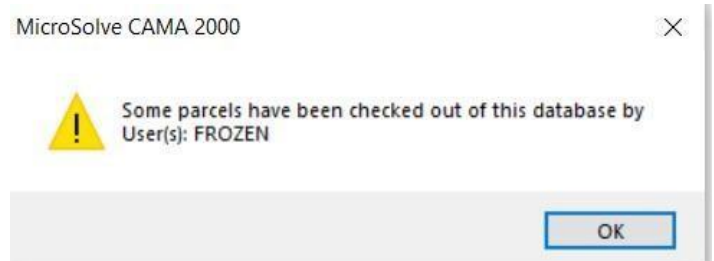 MicroSolve CAMA 2000
Some parcels have been checked out of this database by
User(s): FROZEN
OK